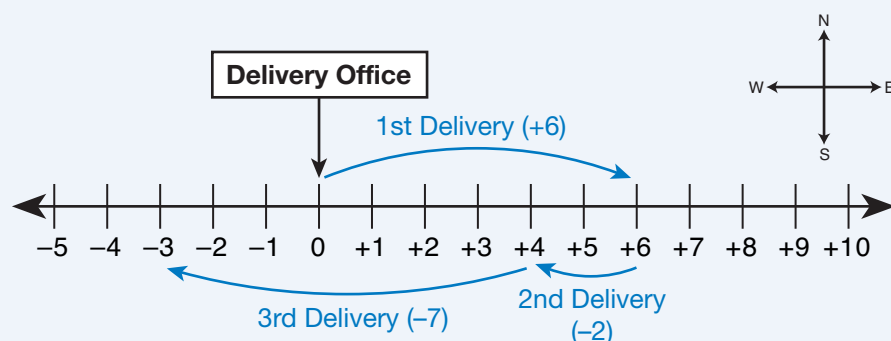 N
Delivery Office
W
E
1st Delivery (+6)
S
–5 –4 –3 –2 –1 0 +1 +2 +3 +4 +5 +6 +7 +8 +9 +10
2nd Delivery
3rd Delivery (–7)
(–2)